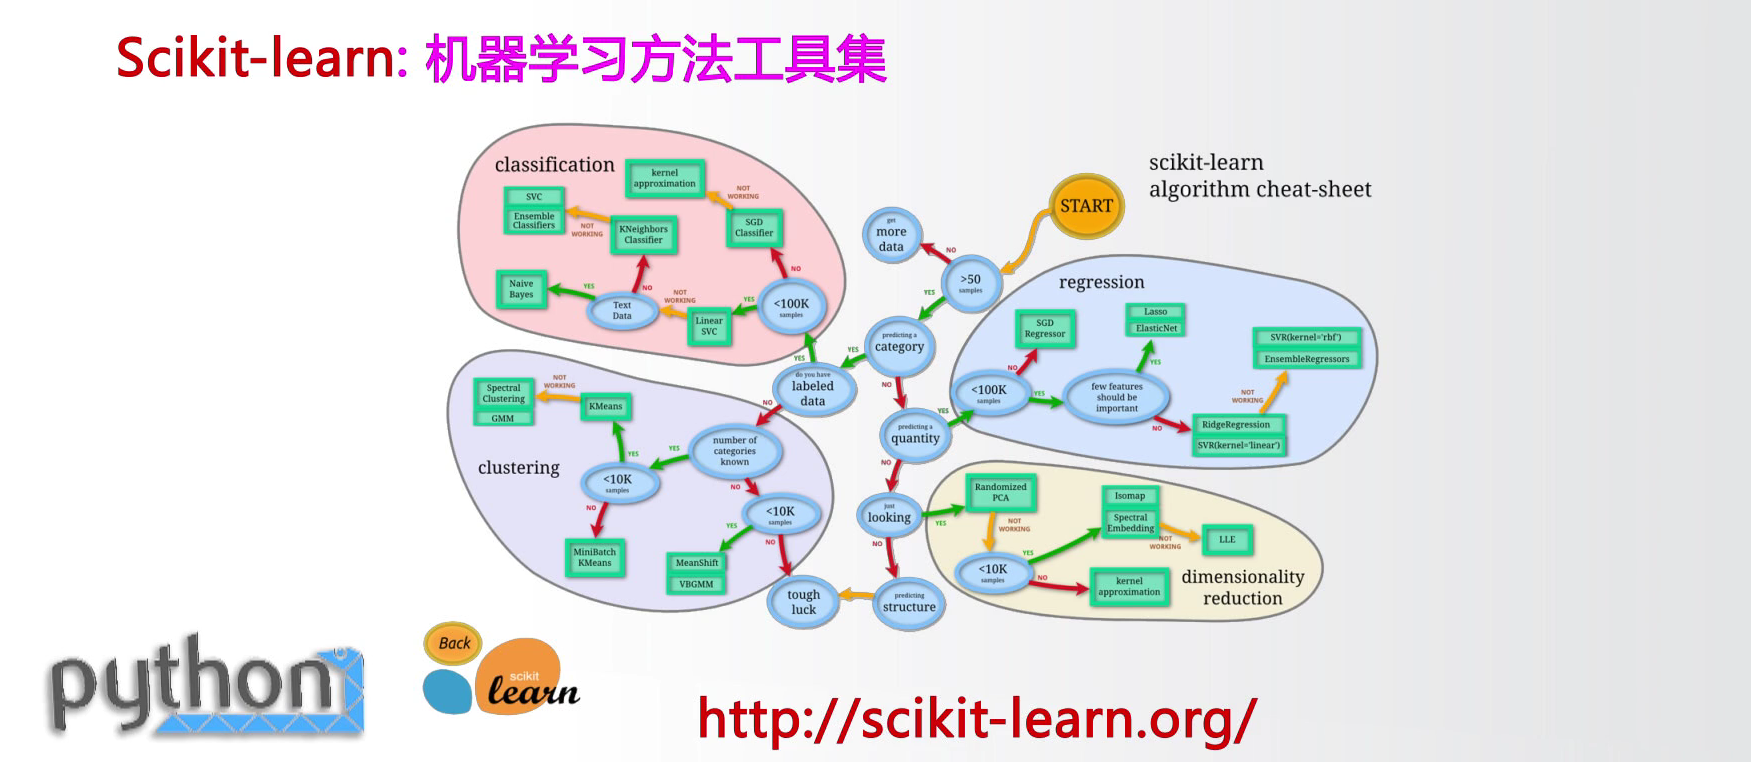 Scikit-learn: 机器学习方法工具集
scikit-learn
algorithm cheat-sheet
START
get
more
data
NO
>50
samples
YES
predicting a
category
YES
NO
do you have
labeled
data
YES
NO
predicting a
quantity
YES
NO
just
looking
YES
NO
predicting
structure
tough
luck
classification
kernel
approximation
NOT
WORKING
SVC
Ensemble
Classifiers
NOT
WORKING
KNeighbors
Classifier
SGD
Classifier
NO
Naive
Bayes
YES
NO
Text
Data
NOT
WORKING
Linear
SVC
YES
<100K
samples
regression
SGD
Regressor
Lasso
ElasticNet
SVR(kernel='rbf')
EnsembleRegressors
NO
YES
<100K
samples
YES
few features
should be
important
NOT
WORKING
NO
RidgeRegression
SVR(kernel='linear')
clustering
Spectral
Clustering
GMM
NOT
WORKING
KMeans
YES
<10K
samples
YES
number of
categories
known
NO
NO
<10K
samples
YES
NO
MiniBatch
KMeans
MeanShift
VBGMM
dimensionality
reduction
Randomized
PCA
NOT
WORKING
Isomap
Spectral
Embedding
NOT
WORKING
LLE
YES
<10K
samples
NO
kernel
approximation
python
Back
scikit
learn
http://scikit-learn.org/